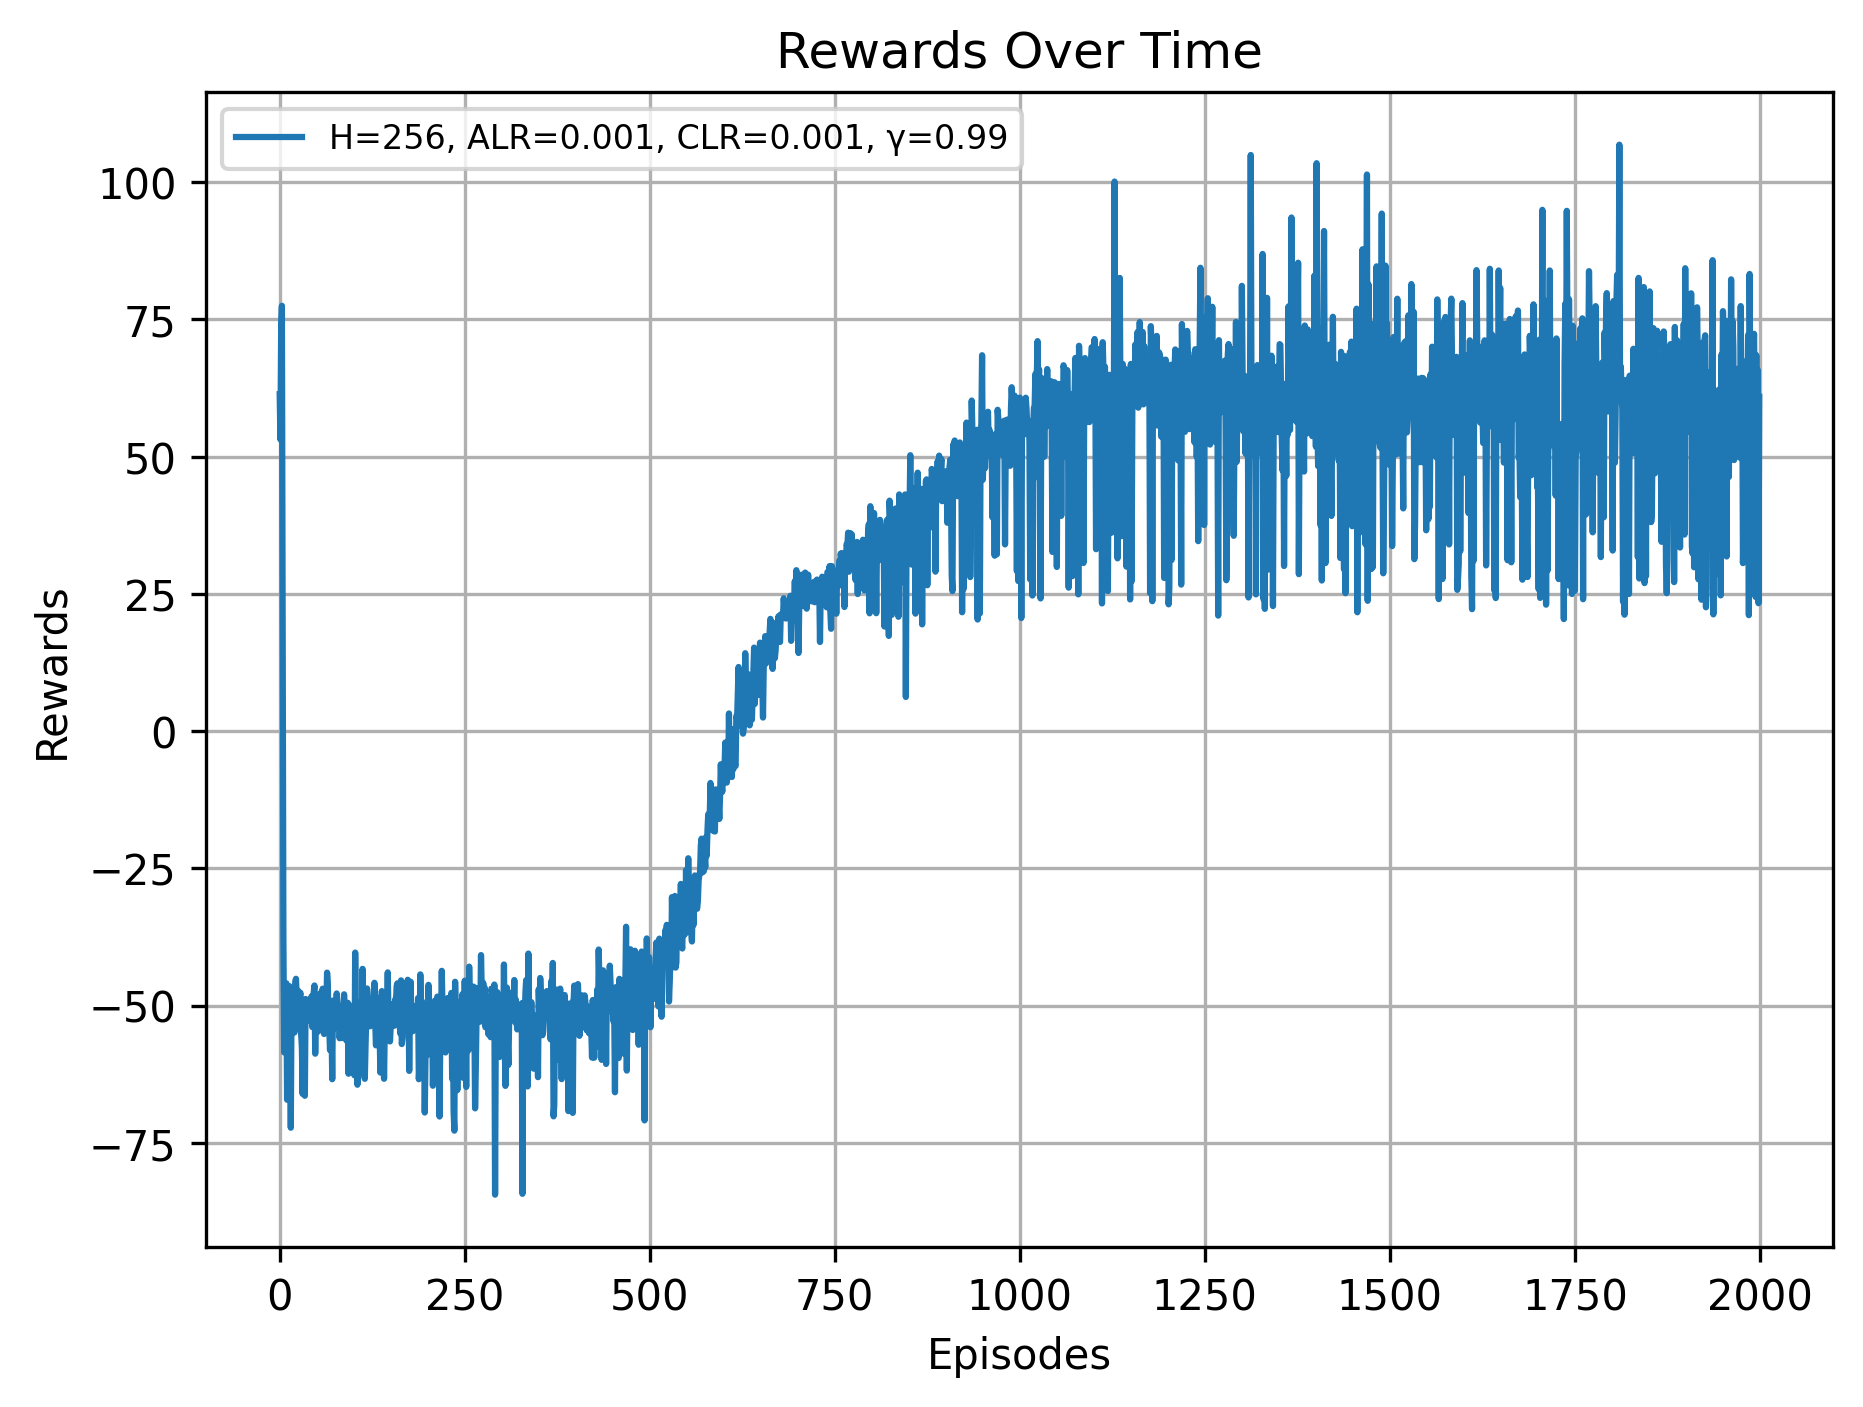 Rewards Over Time
H=256, ALR=0.001, CLR=0.001, γ=0.99
100
75
50
25
0
−25
−50
−75
Rewards
0 250 500 750 1000 1250 1500 1750 2000
Episodes